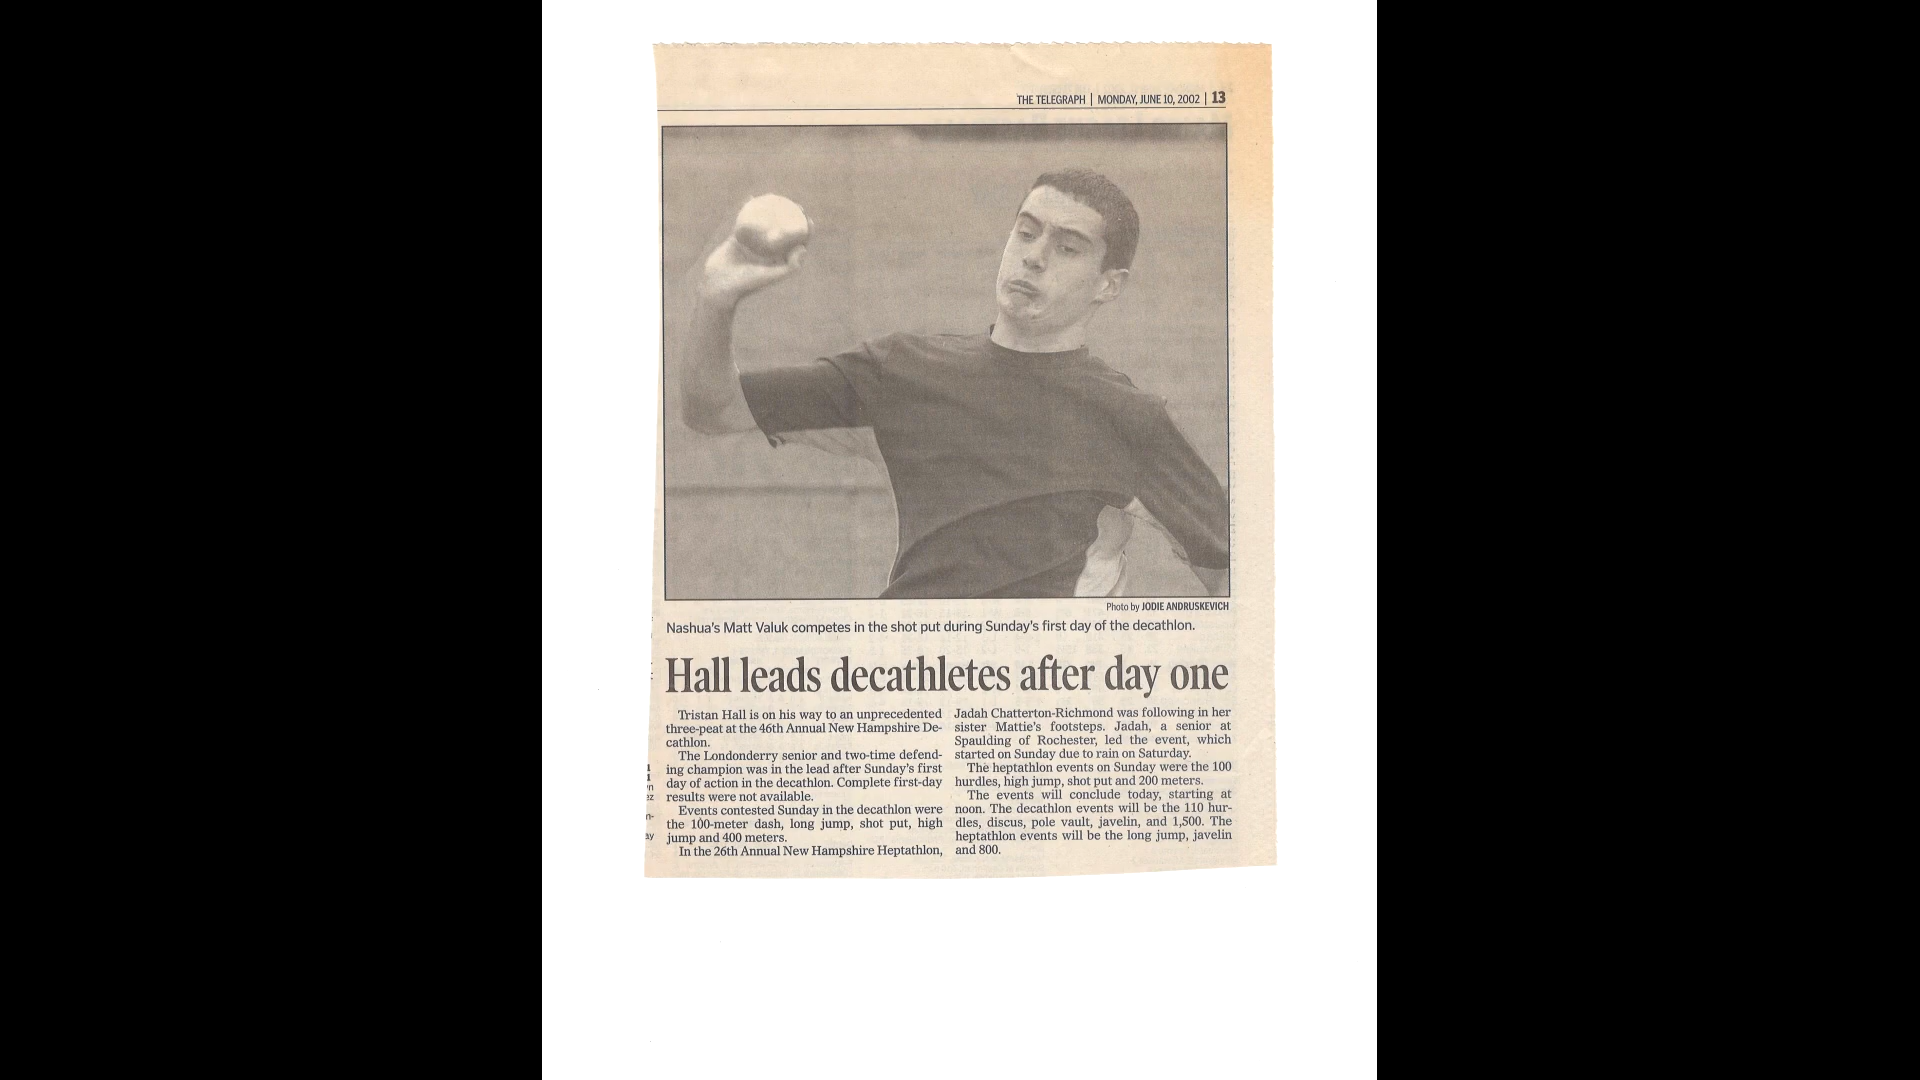 THE TELEGRAPH | MONDAY, JUNE 10, 2002 | 13
Photo by JODIE ANDRUSKEVICH
Nashua's Matt Valuk competes in the shot put during Sunday's first day of the decathlon.
Hall leads decathletes after day one
Tristan Hall is on his way to an unprecedented
three-peat at the 46th Annual New Hampshire De-
cathlon.
The Londonderry senior and two-time defend-
ing champion was in the lead after Sunday's first
day of action in the decathlon. Complete first-day
results were not available.
Events contested Sunday in the decathlon were
the 100-meter dash, long jump, shot put, high
jump and 400 meters.
In the 26th Annual New Hampshire Heptathlon,
Jadah Chatterton-Richmond was following in her
sister Mattie's footsteps. Jadah, a senior at
Spaulding of Rochester, led the event, which
started on Sunday due to rain on Saturday.
The heptathlon events on Sunday were the 100
hurdles, high jump, shot put and 200 meters.
The events will conclude today, starting at
noon. The decathlon events will be the 110 hur-
dles, discus, pole vault, javelin, and 1,500. The
heptathlon events will be the long jump, javelin
and 800.